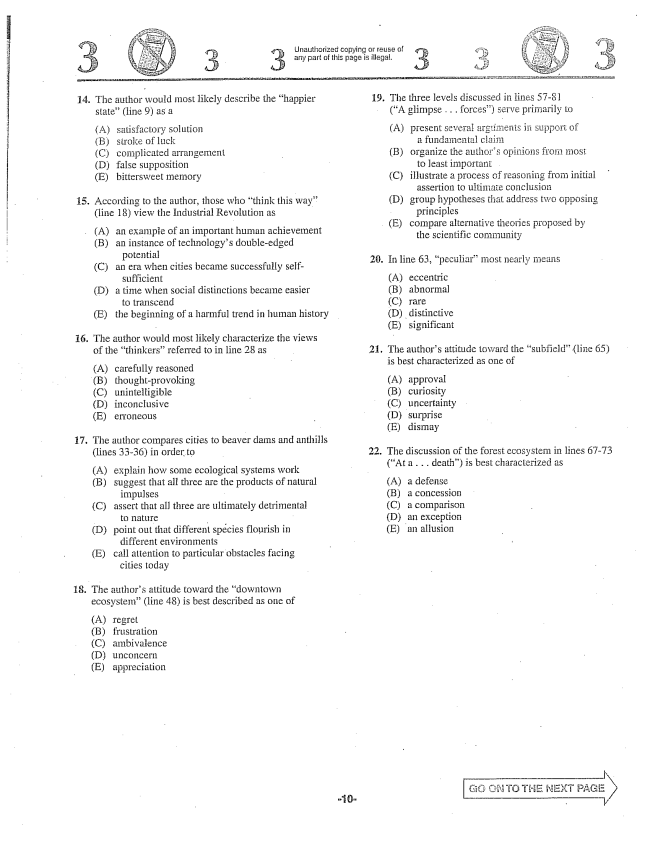 3 3 3 Unauthorized copying or reuse of
any part of this page is illegal. 3 3 3
14. The author would most likely describe the "happier
state" (line 9) as a
(A) satisfactory solution
(B) stroke of luck
(C) complicated arrangement
(D) false supposition
(E) bittersweet memory
15. According to the author, those who "think this way"
(line 18) view the Industrial Revolution as
(A) an example of an important human achievement
(B) an instance of technology's double-edged
potential
(C) an era when cities became successfully self-
sufficient
(D) a time when social distinctions became easier
to transcend
(E) the beginning of a harmful trend in human history
16. The author would most likely characterize the views
of the "thinkers" referred to in line 28 as
(A) carefully reasoned
(B) thought-provoking
(C) unintelligible
(D) inconclusive
(E) erroneous
17. The author compares cities to beaver dams and anthills
(lines 33-36) in order to
(A) explain how some ecological systems work
(B) suggest that all three are the products of natural
impulses
(C) assert that all three are ultimately detrimental
to nature
(D) point out that different species flourish in
different environments
(E) call attention to particular obstacles facing
cities today
18. The author's attitude toward the "downtown
ecosystem" (line 48) is best described as one of
(A) regret
(B) frustration
(C) ambivalence
(D) unconcern
(E) appreciation
19. The three levels discussed in lines 57-81
("A glimpse . . . forces") serve primarily to
(A) present several arguments in support of
a fundamental claim
(B) organize the author's opinions from most
to least important
(C) illustrate a process of reasoning from initial
assertion to ultimate conclusion
(D) group hypotheses that address two opposing
principles
(E) compare alternative theories proposed by
the scientific community
20. In line 63, "peculiar" most nearly means
(A) eccentric
(B) abnormal
(C) rare
(D) distinctive
(E) significant
21. The author's attitude toward the "subfield" (line 65)
is best characterized as one of
(A) approval
(B) curiosity
(C) uncertainty
(D) surprise
(E) dismay
22. The discussion of the forest ecosystem in lines 67-73
("At a . . . death") is best characterized as
(A) a defense
(B) a concession
(C) a comparison
(D) an exception
(E) an allusion
GO ON TO THE NEXT PAGE
-10-